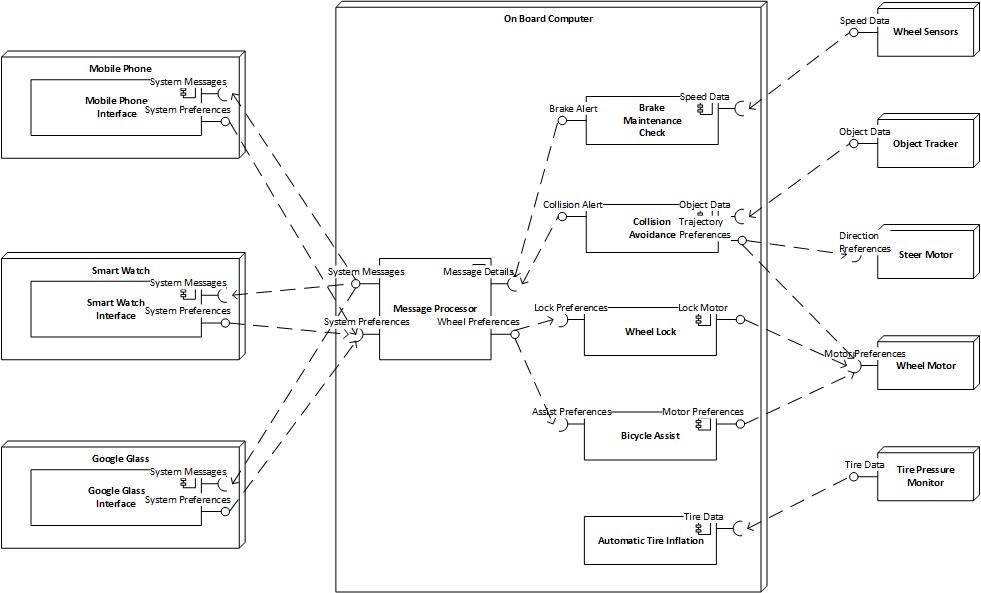 On Board Computer
Speed Data
Wheel Sensors
Mobile Phone
System Messages
Mobile Phone
Interface
System Preferences
Brake Alert
Speed Data
Brake
Maintenance
Check
Object Data
Object Tracker
Collision Alert
Object Data
Collision
Avoidance
Trajectory
Preferences
Direction
Preferences
Steer Motor
Smart Watch
System Messages
Smart Watch
Interface
System Preferences
System Messages
Message Details
Message Processor
System Preferences
Wheel Preferences
Lock Preferences
Lock Motor
Wheel Lock
Motor Preferences
Wheel Motor
Assist Preferences
Motor Preferences
Bicycle Assist
Google Glass
System Messages
Google Glass
Interface
System Preferences
Tire Data
Tire Pressure
Monitor
Tire Data
Automatic Tire Inflation